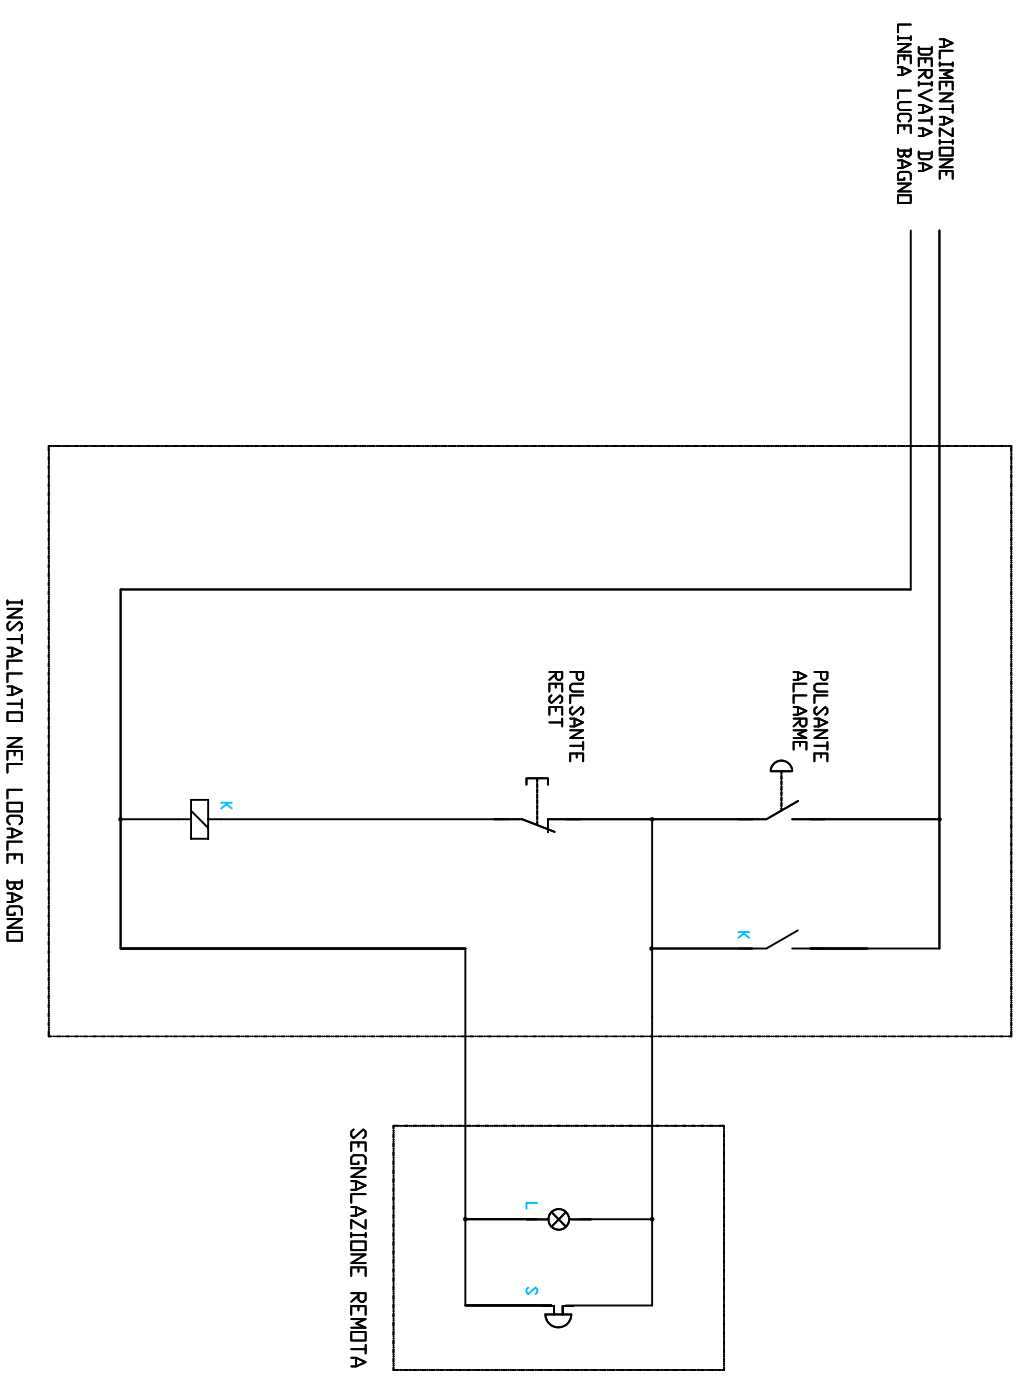 ALIMENTAZIONE
DERIVATA DA
LINEA LUCE BAGNO
PULSANTE
ALLARME
K
PULSANTE
RESET
K
INSTALLATO NEL LOCALE BAGNO
L
S
SEGNALAZIONE REMOTA